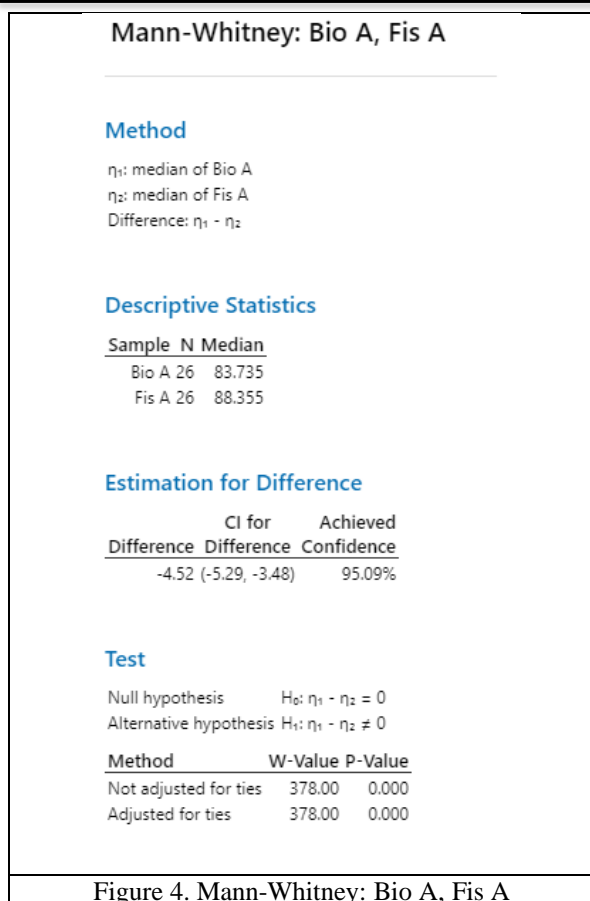 Mann-Whitney: Bio A, Fis A
Method
η₁: median of Bio A
η₂: median of Fis A
Difference: η₁ - η₂
Descriptive Statistics
Sample N Median
Bio A 26 83.735
Fis A 26 88.355
Estimation for Difference
CI for Achieved
Difference Difference Confidence
-4.52 (-5.29, -3.48) 95.09%
Test
Null hypothesis H₀: η₁ - η₂ = 0
Alternative hypothesis H₁: η₁ - η₂ ≠ 0
Method W-Value P-Value
Not adjusted for ties 378.00 0.000
Adjusted for ties 378.00 0.000
Figure 4. Mann-Whitney: Bio A, Fis A